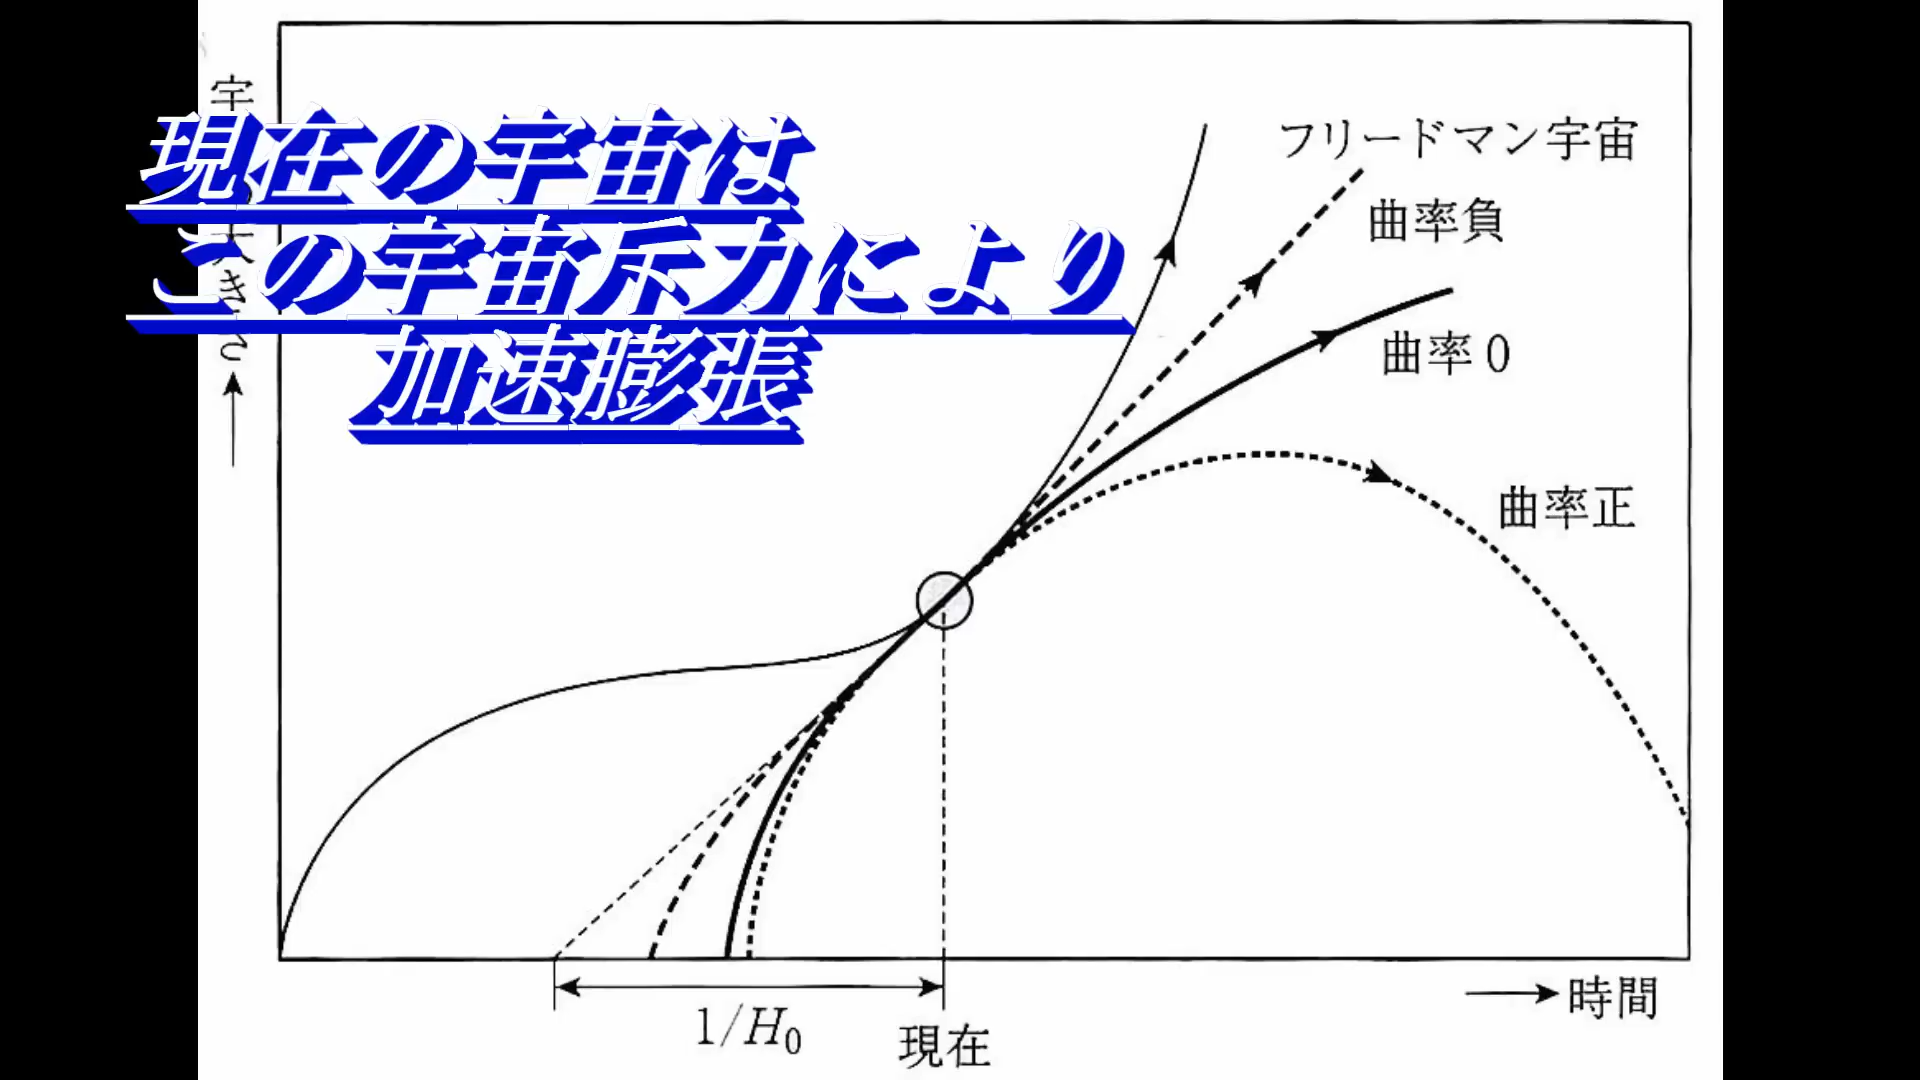 現在の宇宙は
この宇宙斥力により
加速膨張
フリードマン宇宙
曲率負
曲率0
曲率正
時間
1/H₀
現在